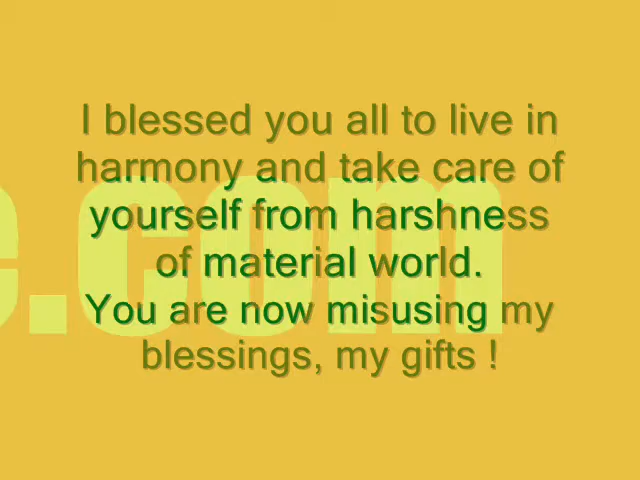 I blessed you all to live in
harmony and take care of
yourself from harshness
of material world.
You are now misusing my
blessings, my gifts !
e.com